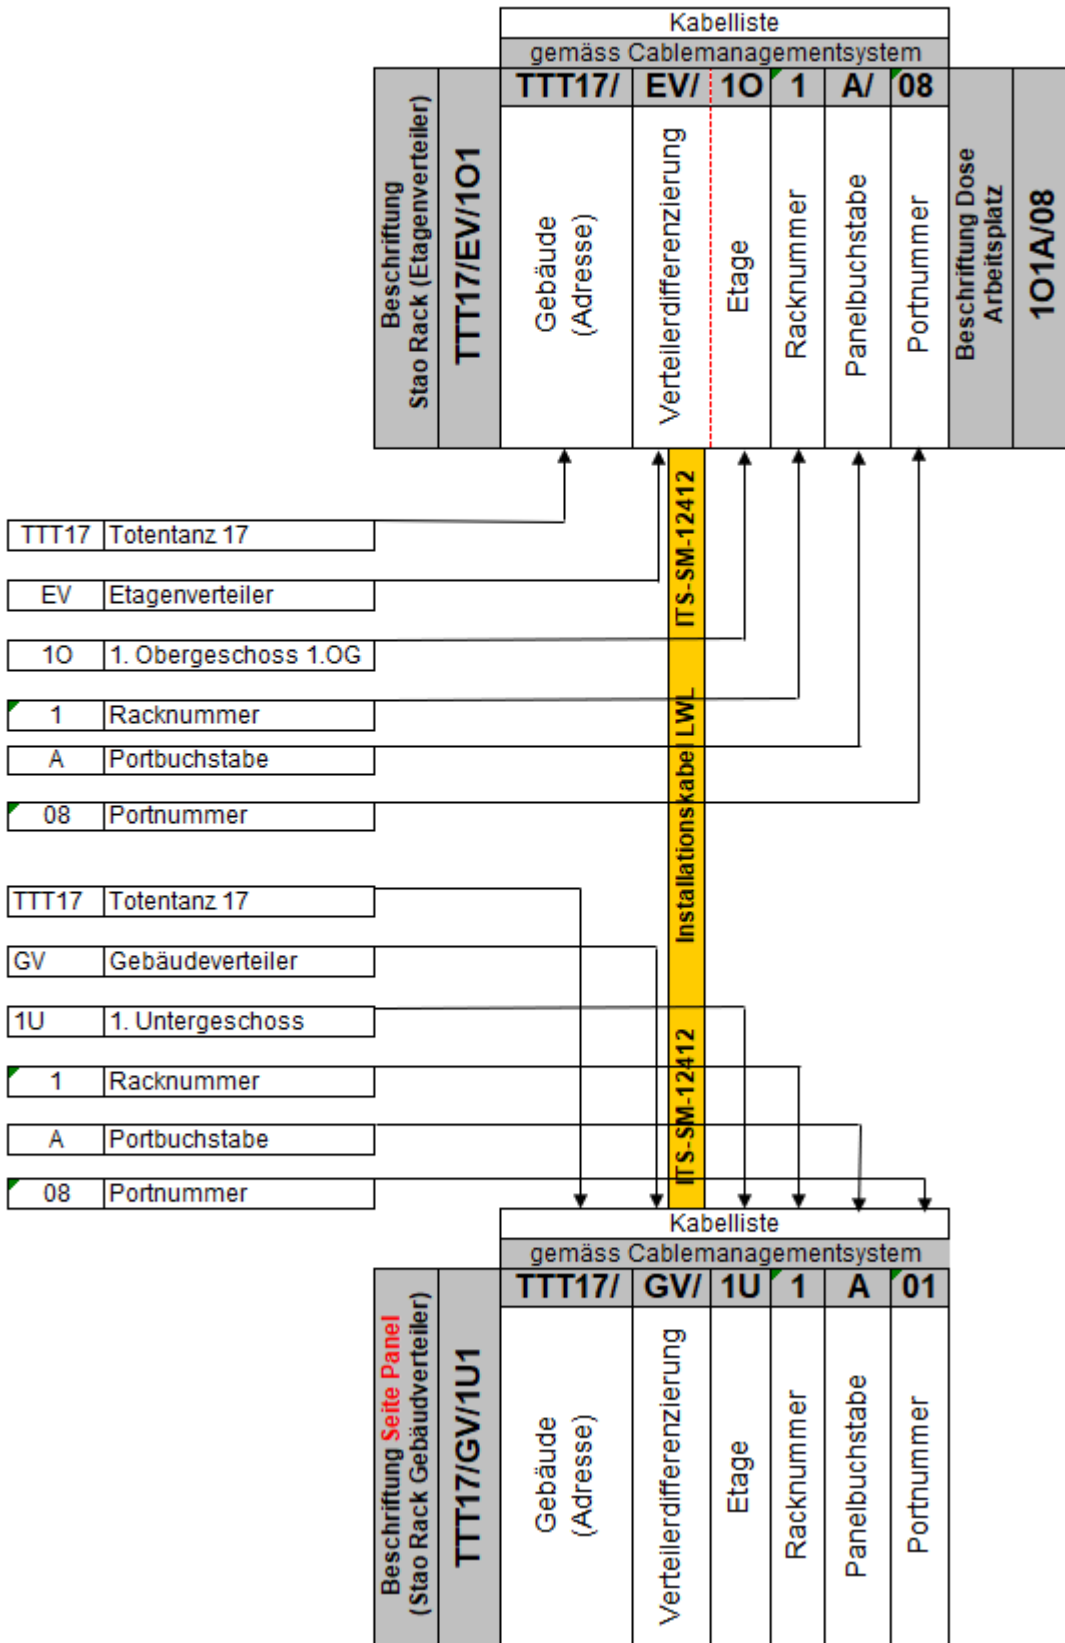 Kabelliste
gemäss Cablemanagementsystem
Beschriftung
Stao Rack (Etagenverteiler)
TTT17/EV/1O1
TTT17/ EV/ 1O 1 A/ 08
Gebäude
(Adresse)
Verteilerdifferenzierung
Etage
Racknummer
Panelbuchstabe
Portnummer
Beschriftung Dose
Arbeitsplatz
1O1A/08
TTT17 Totentanz 17
EV Etagenverteiler
1O 1. Obergeschoss 1.OG
1 Racknummer
A Portbuchstabe
08 Portnummer
ITS-SM-12412 Installationskabel LWL ITS-SM-12412
TTT17 Totentanz 17
GV Gebäudeverteiler
1U 1. Untergeschoss
1 Racknummer
A Portbuchstabe
08 Portnummer
Kabelliste
gemäss Cablemanagementsystem
Beschriftung Seite Panel
(Stao Rack Gebäudverteiler)
TTT17/GV/1U1
TTT17/ GV/ 1U 1 A 01
Gebäude
(Adresse)
Verteilerdifferenzierung
Etage
Racknummer
Panelbuchstabe
Portnummer